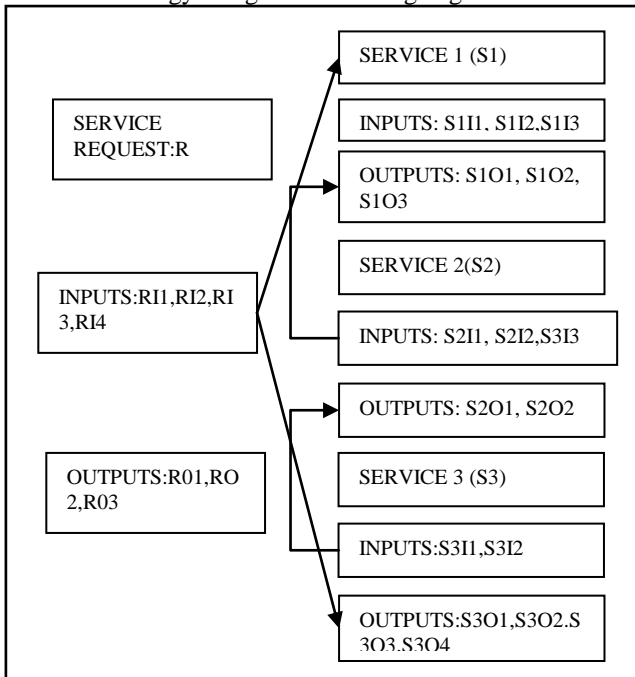 SERVICE
REQUEST:R
INPUTS:RI1,RI2,RI
3,RI4
OUTPUTS:R01,RO
2,R03
SERVICE 1 (S1)
INPUTS: S1I1, S1I2,S1I3
OUTPUTS: S1O1, S1O2,
S1O3
SERVICE 2(S2)
INPUTS: S2I1, S2I2,S3I3
OUTPUTS: S2O1, S2O2
SERVICE 3 (S3)
INPUTS:S3I1,S3I2
OUTPUTS:S3O1,S3O2.S
3O3.S3O4